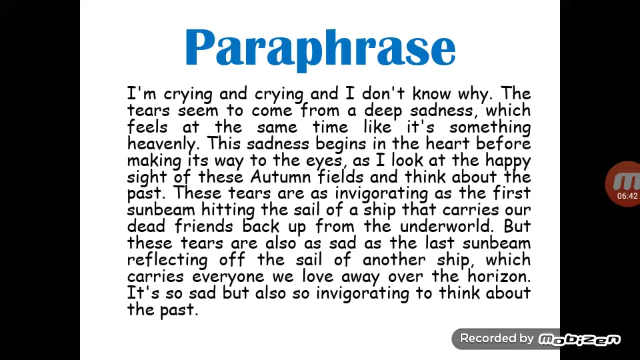 Paraphrase
I'm crying and crying and I don't know why. The
tears seem to come from a deep sadness, which
feels at the same time like it's something
heavenly. This sadness begins in the heart before
making its way to the eyes, as I look at the happy
sight of these Autumn fields and think about the
past. These tears are as invigorating as the first
sunbeam hitting the sail of a ship that carries our
dead friends back up from the underworld. But
these tears are also as sad as the last sunbeam
reflecting off the sail of another ship, which
carries everyone we love away over the horizon.
It's so sad but also so invigorating to think about
the past.
06:42
Recorded by MOBIZEN